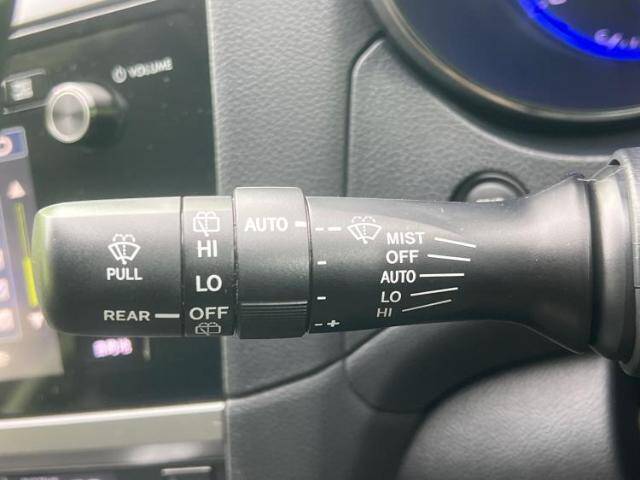 VOLUME
PULL
REAR
HI
LO
OFF
AUTO
- +
MIST
OFF
AUTO
LO
HI